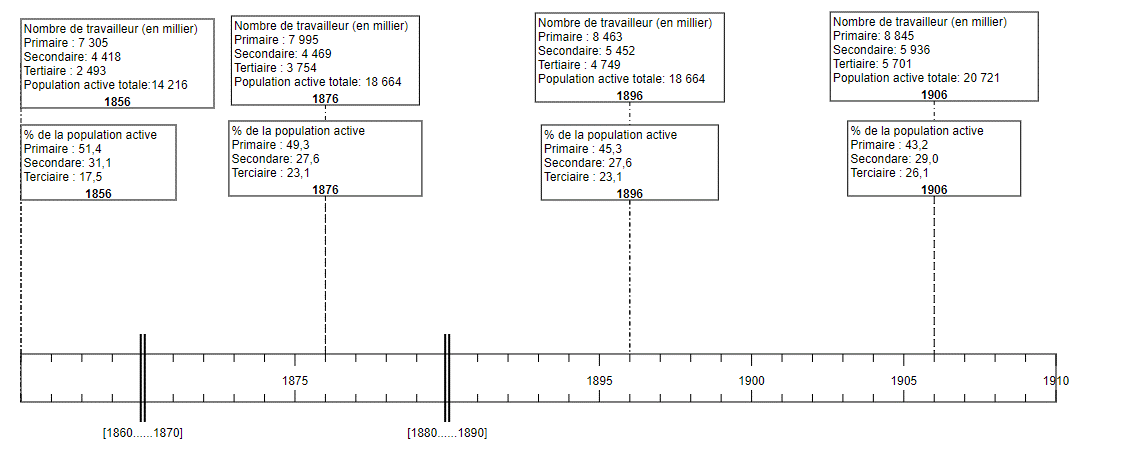 Nombre de travailleur (en millier)
Primaire : 7 305
Secondaire: 4 418
Tertiaire : 2 493
Population active totale:14 216
1856
Nombre de travailleur (en millier)
Primaire : 7 995
Secondaire: 4 469
Tertiaire : 3 754
Population active totale: 18 664
1876
Nombre de travailleur (en millier)
Primaire : 8 463
Secondaire: 5 452
Tertiaire : 4 749
Population active totale: 18 664
1896
Nombre de travailleur (en millier)
Primaire: 8 845
Secondaire: 5 936
Tertiaire: 5 701
Population active totale: 20 721
1906
% de la population active
Primaire : 51,4
Secondare: 31,1
Terciaire : 17,5
1856
% de la population active
Primaire : 49,3
Secondare: 27,6
Terciaire : 23,1
1876
% de la population active
Primaire : 45,3
Secondare: 27,6
Terciaire : 23,1
1896
% de la population active
Primaire : 43,2
Secondare: 29,0
Terciaire : 26,1
1906
1875
1895
1900
1905
1910
[1860......1870]
[1880......1890]